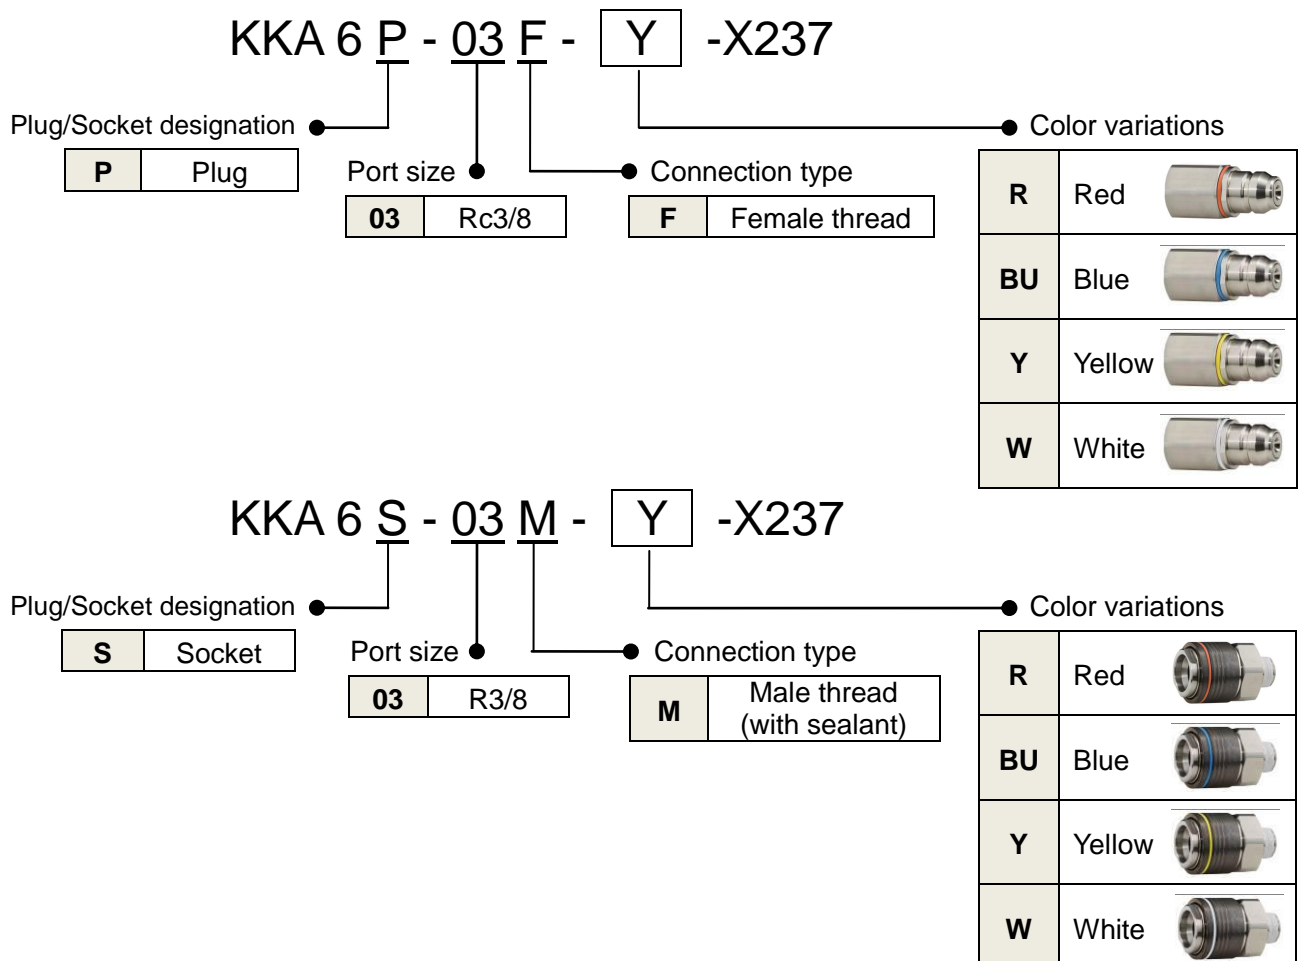 KKA 6 P - 03 F - Y -X237
Plug/Socket designation
P Plug
Port size
03 Rc3/8
Connection type
F Female thread
Color variations
R Red
BU Blue
Y Yellow
W White
KKA 6 S - 03 M - Y -X237
Plug/Socket designation
S Socket
Port size
03 R3/8
Connection type
M Male thread
(with sealant)
Color variations
R Red
BU Blue
Y Yellow
W White